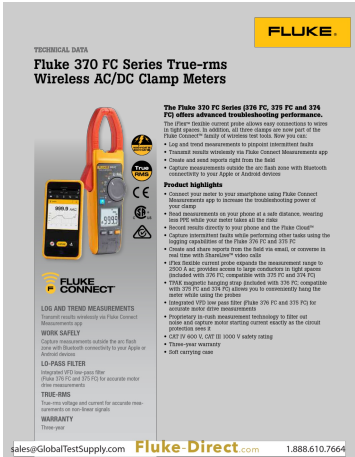 FLUKE®
TECHNICAL DATA
Fluke 370 FC Series True-rms
Wireless AC/DC Clamp Meters
The Fluke 370 FC Series (376 FC, 375 FC and 374
FC) offers advanced troubleshooting performance.
The iFlex™ flexible current probe allows easy connections to wires
in tight spaces. In addition, all three clamps are now part of the
Fluke Connect™ family of wireless test tools. Now you can:
• Log and trend measurements to pinpoint intermittent faults
• Transmit results wirelessly via Fluke Connect Measurements app
• Create and send reports right from the field
• Capture measurements outside the arc flash zone with Bluetooth
connectivity to your Apple or Android devices
Product highlights
• Connect your meter to your smartphone using Fluke Connect
Measurements app to increase the troubleshooting power of
your clamp
• Read measurements on your phone at a safe distance, wearing
less PPE while your meter takes all the risks
• Record results directly to your phone and the Fluke Cloud™
• Capture intermittent faults while performing other tasks using the
logging capabilities of the Fluke 376 FC and 375 FC
• Create and share reports from the field via email, or converse in
real time with ShareLive™ video calls
• iFlex flexible current probe expands the measurement range to
2500 A ac; provides access to large conductors in tight spaces
(included with 376 FC, compatible with 375 FC and 374 FC)
• TPAK magnetic hanging strap (included with 376 FC, compatible
with 375 FC and 374 FC) allows you to conveniently hang the
meter while using the probes
• Integrated VFD low pass filter (Fluke 376 FC and 375 FC) for
accurate motor drive measurements
• Proprietary in-rush measurement technology to filter out
noise and capture motor starting current exactly as the circuit
protection sees it
• CAT IV 600 V, CAT III 1000 V safety rating
• Three-year warranty
• Soft carrying case
True
RMS
CE
999.9
FLUKE
F CONNECT™
LOG AND TREND MEASUREMENTS
Transmit results wirelessly via Fluke Connect
Measurements app
WORK SAFELY
Capture measurements outside the arc flash
zone with Bluetooth connectivity to your Apple or
Android devices
LO-PASS FILTER
Integrated VFD low-pass filter
(Fluke 376 FC and 375 FC) for accurate motor
drive measurements
TRUE-RMS
True-rms voltage and current for accurate mea-
surements on non-linear signals
WARRANTY
Three-year
sales@GlobalTestSupply.com Fluke-Direct.com 1.888.610.7664